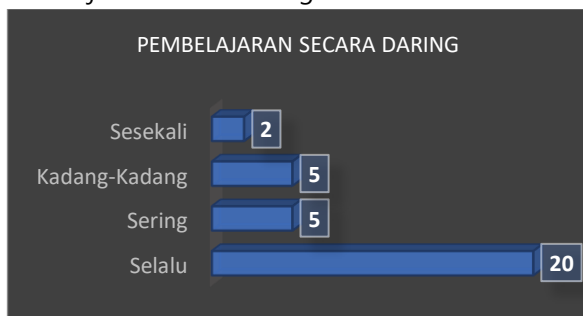 PEMBELAJARAN SECARA DARING
Sesekali 2
Kadang-Kadang 5
Sering 5
Selalu 20